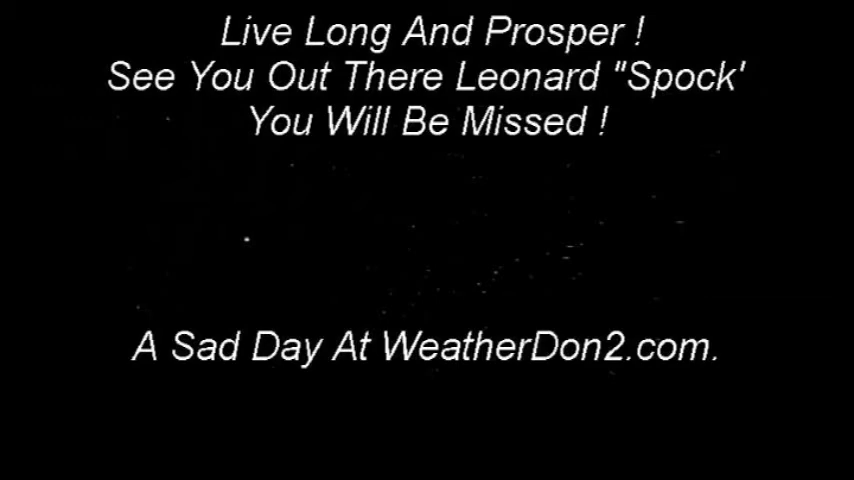 Live Long And Prosper !
See You Out There Leonard "Spock'
You Will Be Missed !
A Sad Day At WeatherDon2.com.